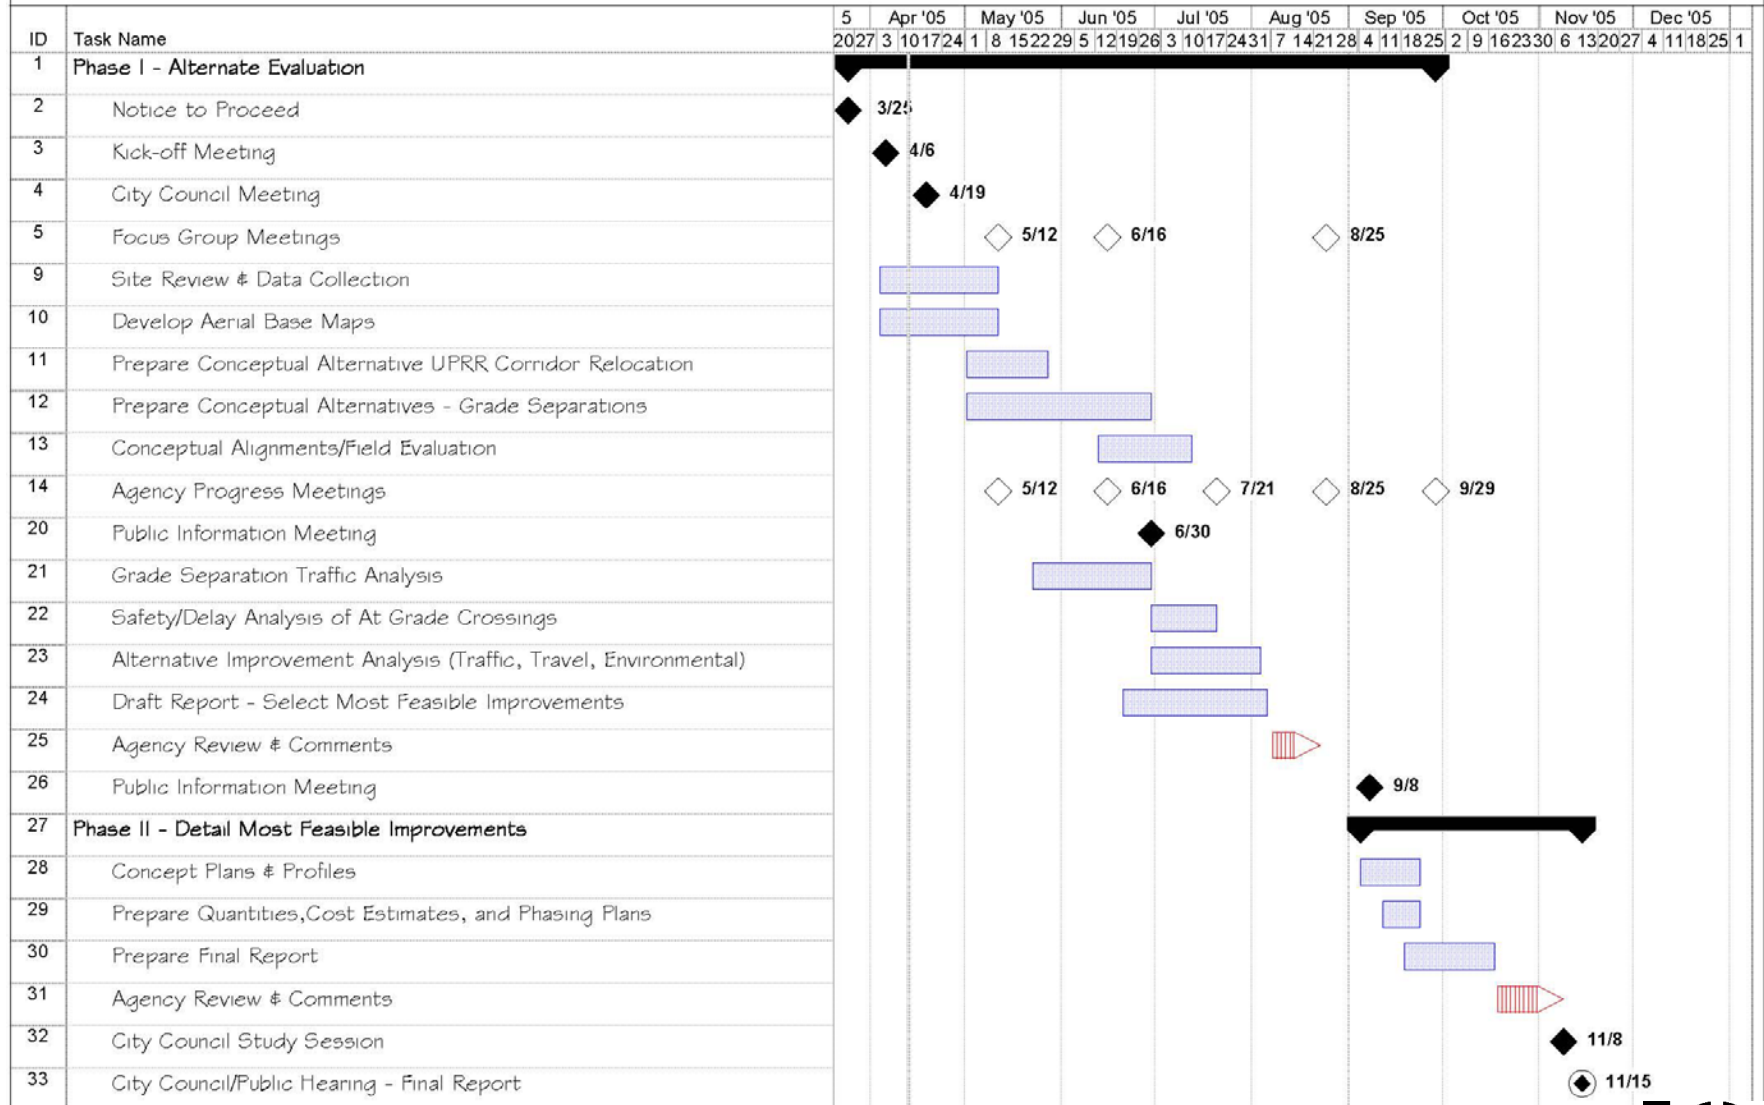 5 Apr '05 May '05 Jun '05 Jul '05 Aug '05 Sep '05 Oct '05 Nov '05 Dec '05
ID Task Name 20 27 3 10 17 24 1 8 15 22 29 5 12 19 26 3 10 17 24 31 7 14 21 28 4 11 18 25 2 9 16 23 30 6 13 20 27 4 11 18 25 1
1 Phase I - Alternate Evaluation
2 Notice to Proceed 3/25
3 Kick-off Meeting 4/6
4 City Council Meeting 4/19
5 Focus Group Meetings 5/12 6/16 8/25
9 Site Review & Data Collection
10 Develop Aerial Base Maps
11 Prepare Conceptual Alternative UPRR Corridor Relocation
12 Prepare Conceptual Alternatives - Grade Separations
13 Conceptual Alignments/Field Evaluation
14 Agency Progress Meetings 5/12 6/16 7/21 8/25 9/29
20 Public Information Meeting 6/30
21 Grade Separation Traffic Analysis
22 Safety/Delay Analysis of At Grade Crossings
23 Alternative Improvement Analysis (Traffic, Travel, Environmental)
24 Draft Report - Select Most Feasible Improvements
25 Agency Review & Comments
26 Public Information Meeting 9/8
27 Phase II - Detail Most Feasible Improvements
28 Concept Plans & Profiles
29 Prepare Quantities,Cost Estimates, and Phasing Plans
30 Prepare Final Report
31 Agency Review & Comments
32 City Council Study Session 11/8
33 City Council/Public Hearing - Final Report 11/15